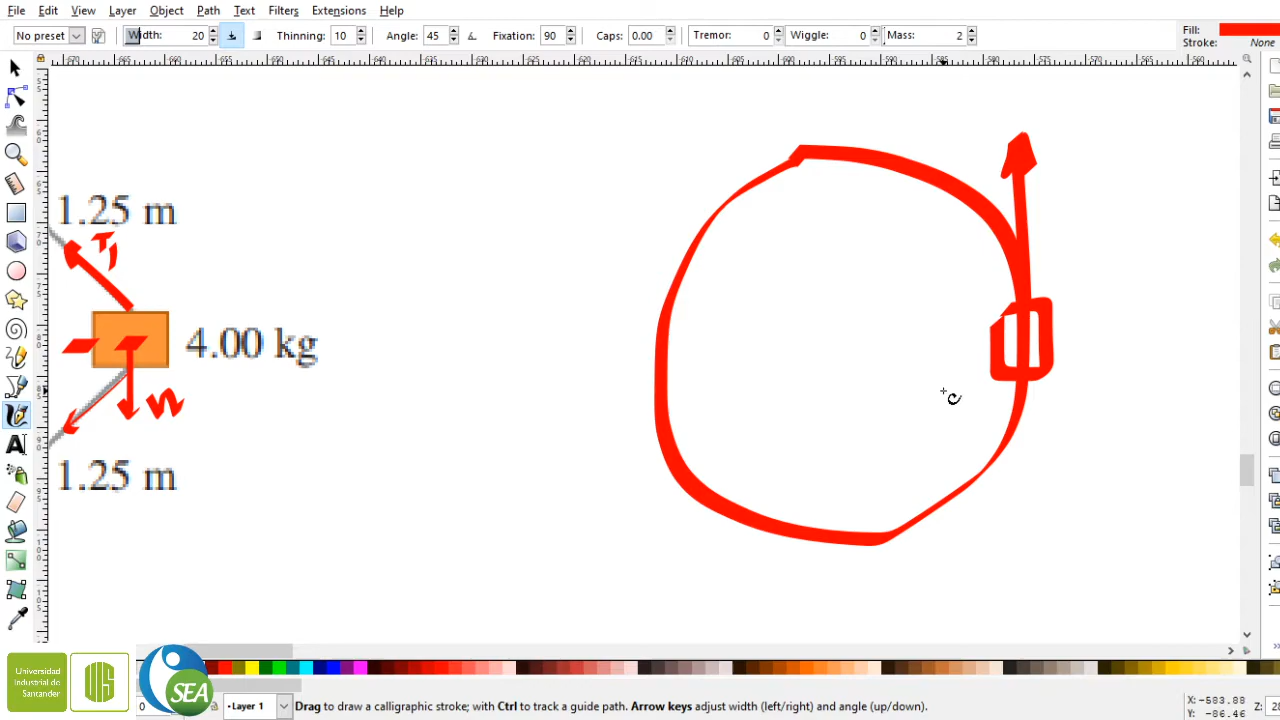 File Edit View Layer Object Path Text Filters Extensions Help
No preset Width: 20 Thinning: 10 Angle: 45 Fixation: 90 Caps: 0.00 Tremor: 0 Wiggle: 0 Mass: 2 Fill: Stroke: None
1.25 m
T₁
4.00 kg
1.25 m
Universidad
Industrial de
Santander
SEA
0 Layer 1 Drag to draw a calligraphic stroke; with Ctrl to track a guide path. Arrow keys adjust width (left/right) and angle (up/down). X: -583.88
Y: -86.46 Z: